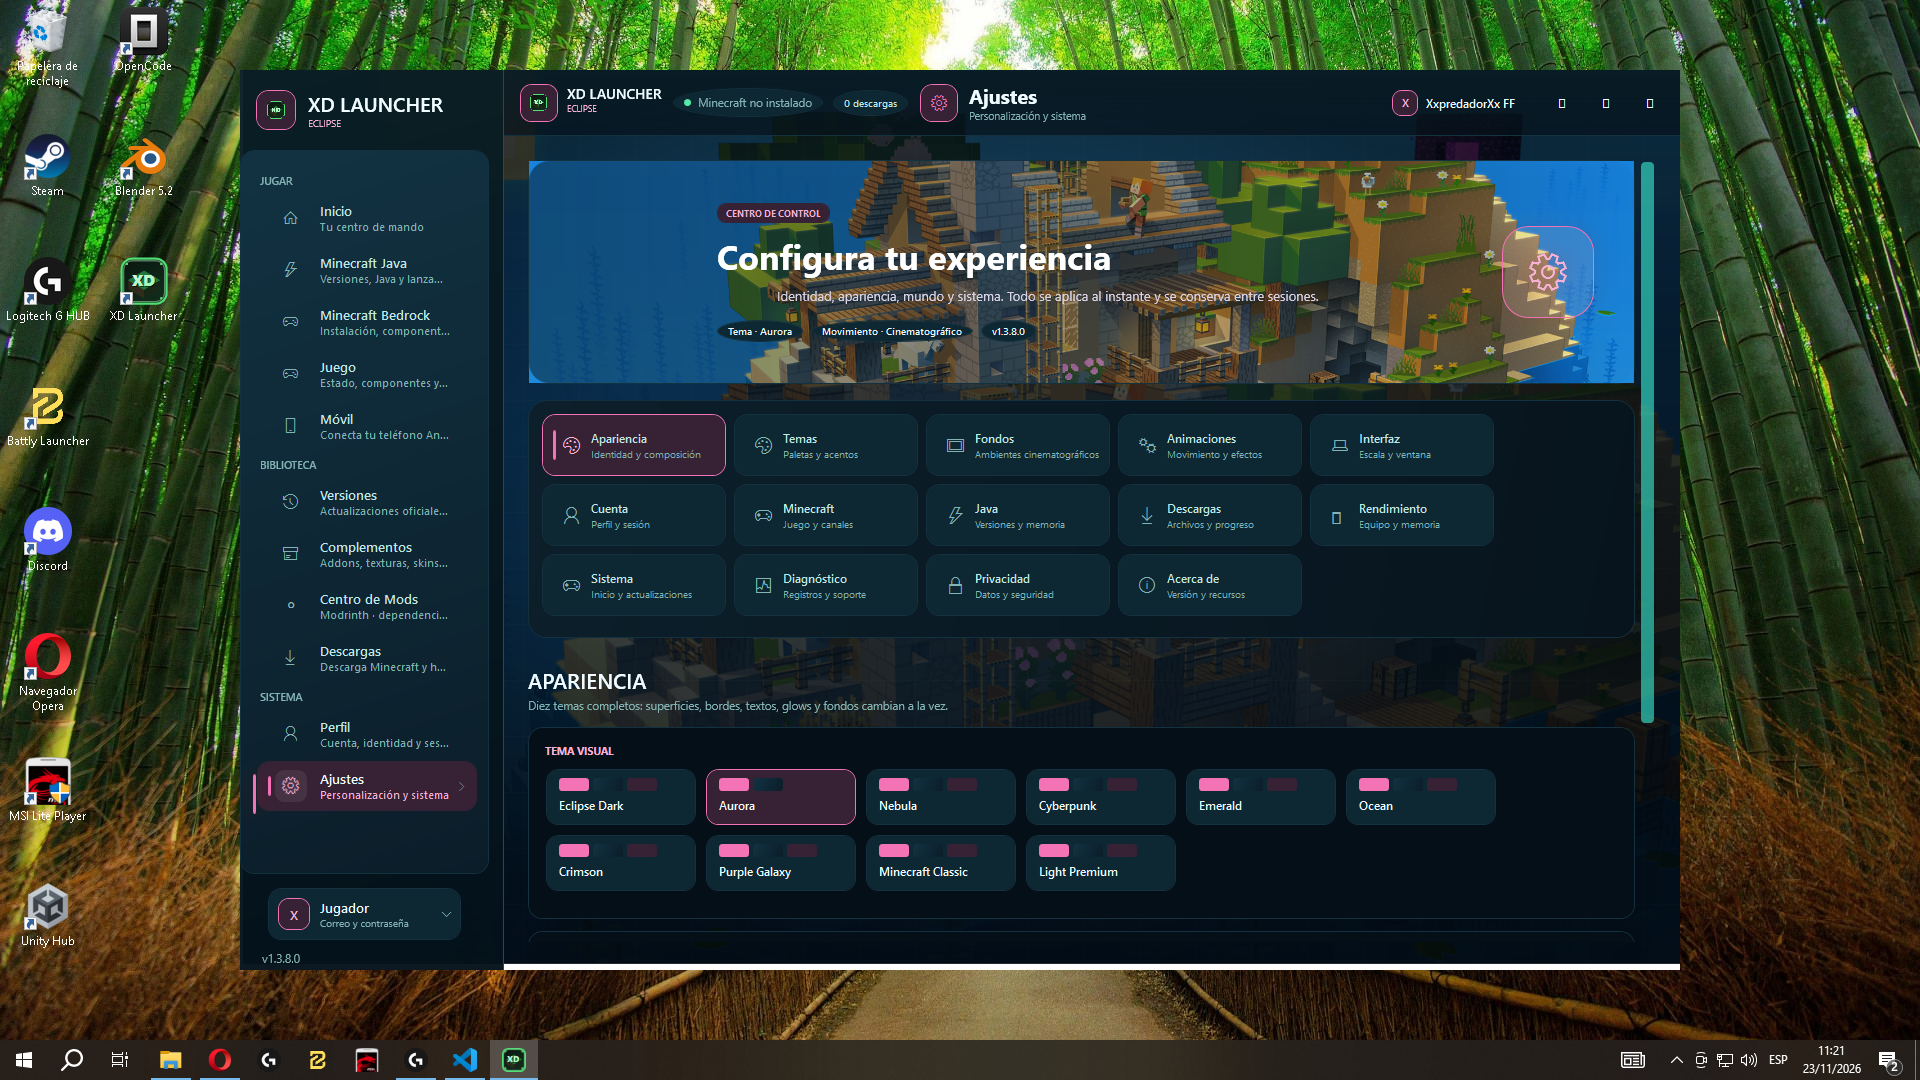 Papelera de
reciclaje
OpenCode
Steam
Blender 5.2
Logitech G HUB
XD
XD Launcher
Battly Launcher
Discord
Navegador
Opera
MSI Lite Player
Unity Hub
XD
XD LAUNCHER
ECLIPSE
JUGAR
Inicio
Tu centro de mando
Minecraft Java
Versiones, Java y lanza...
Minecraft Bedrock
Instalación, component...
Juego
Estado, componentes y...
Móvil
Conecta tu teléfono An...
BIBLIOTECA
Versiones
Actualizaciones oficiale...
Complementos
Addons, texturas, skins...
Centro de Mods
Modrinth · dependenci...
Descargas
Descarga Minecraft y h...
SISTEMA
Perfil
Cuenta, identidad y ses...
Ajustes
Personalización y sistema
X
Jugador
Correo y contraseña
v1.3.8.0
XD
XD LAUNCHER
ECLIPSE
Minecraft no instalado
0 descargas
Ajustes
Personalización y sistema
X
XxpredadorXx FF
CENTRO DE CONTROL
Configura tu experiencia
Identidad, apariencia, mundo y sistema. Todo se aplica al instante y se conserva entre sesiones.
Tema · Aurora
Movimiento · Cinematográfico
v1.3.8.0
Apariencia
Identidad y composición
Temas
Paletas y acentos
Fondos
Ambientes cinematográficos
Animaciones
Movimiento y efectos
Interfaz
Escala y ventana
Cuenta
Perfil y sesión
Minecraft
Juego y canales
Java
Versiones y memoria
Descargas
Archivos y progreso
Rendimiento
Equipo y memoria
Sistema
Inicio y actualizaciones
Diagnóstico
Registros y soporte
Privacidad
Datos y seguridad
Acerca de
Versión y recursos
APARIENCIA
Diez temas completos: superficies, bordes, textos, glows y fondos cambian a la vez.
TEMA VISUAL
Eclipse Dark
Aurora
Nebula
Cyberpunk
Emerald
Ocean
Crimson
Purple Galaxy
Minecraft Classic
Light Premium
XD
ESP
11:21
23/11/2026
2